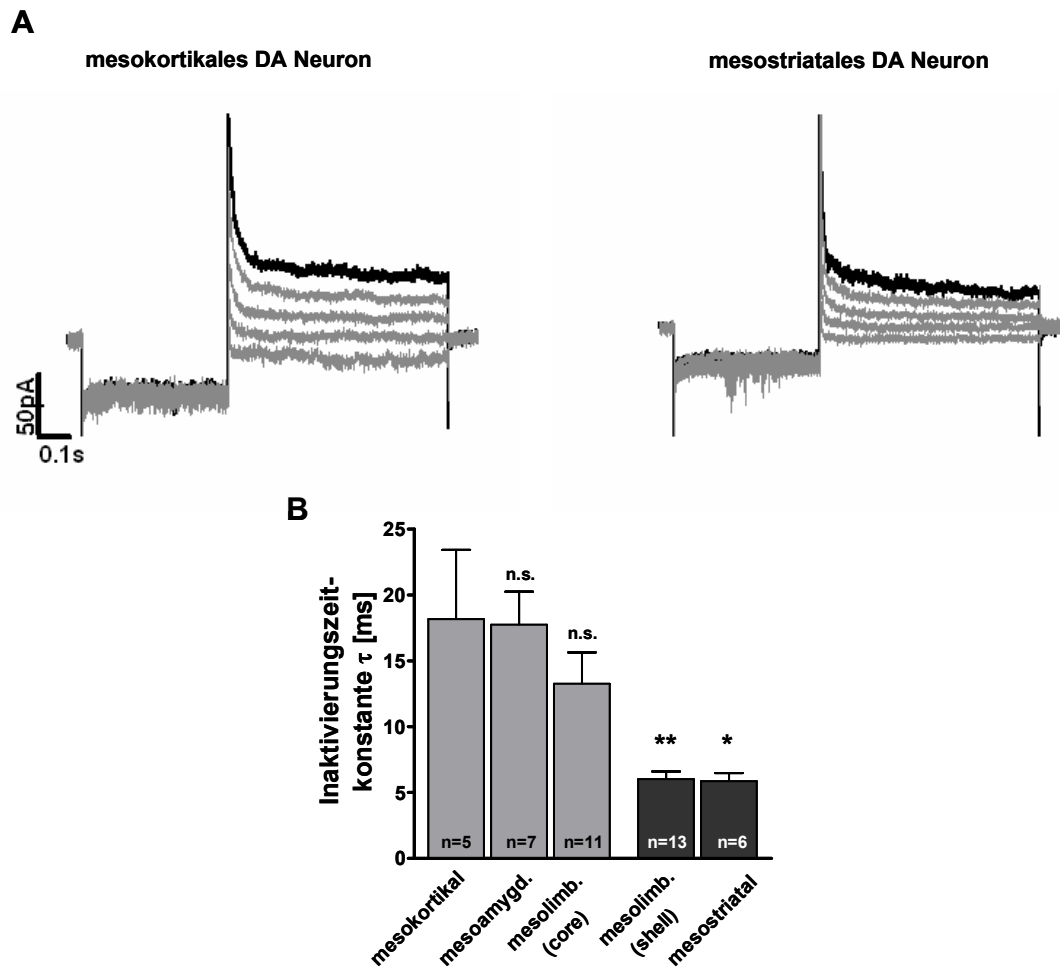 A
mesokortikales DA Neuron
mesostriatales DA Neuron
50pA
0.1s
B
Inaktivierungszeit-
konstante τ [ms]
25
20
15
10
5
0
n.s.
n.s.
**
*
n=5
n=7
n=11
n=13
n=6
mesokortikal
mesoamygd.
mesolimb.
(core)
mesolimb.
(shell)
mesostriatal